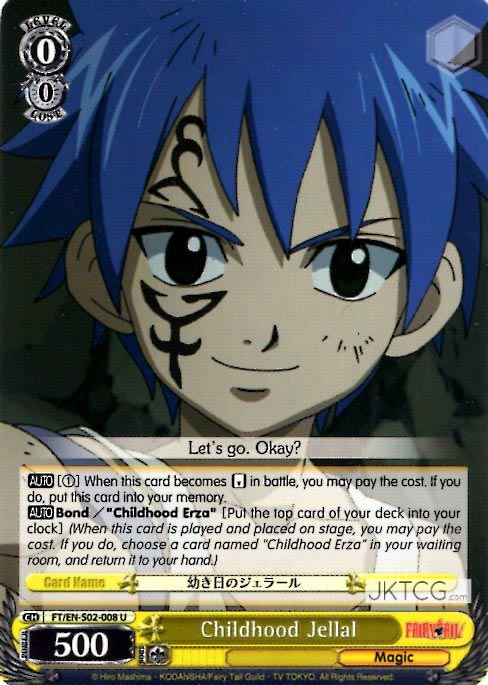 LEVEL
0
0
COST
Let's go. Okay?
AUTO [①] When this card becomes in battle, you may pay the cost. If you
do, put this card into your memory.
AUTO Bond／"Childhood Erza" [Put the top card of your deck into your
clock] (When this card is played and placed on stage, you may pay the
cost. If you do, choose a card named "Childhood Erza" in your waiting
room, and return it to your hand.)
Card Name 幼き日のジェラール
JKTCG.com
CH FT/EN-S02-008 U
POWER 500 SOUL Childhood Jellal FAIRY TAIL
Magic
© Hiro Mashima・KODANSHA/Fairy Tail Guild・TV TOKYO. All Rights Reserved.